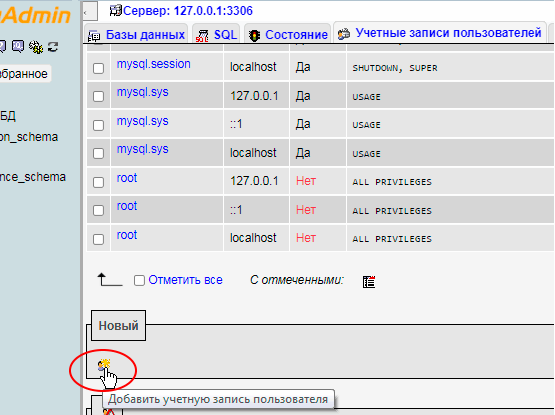 Admin
Сервер: 127.0.0.1:3306
Базы данных SQL Состояние Учетные записи пользователей
mysql.session localhost Да SHUTDOWN, SUPER
mysql.sys 127.0.0.1 Да USAGE
mysql.sys ::1 Да USAGE
mysql.sys localhost Да USAGE
root 127.0.0.1 Нет ALL PRIVILEGES
root ::1 Нет ALL PRIVILEGES
root localhost Нет ALL PRIVILEGES
збранное
БД
on_schema
nce_schema
Отметить все С отмеченными:
Новый
Добавить учетную запись пользователя